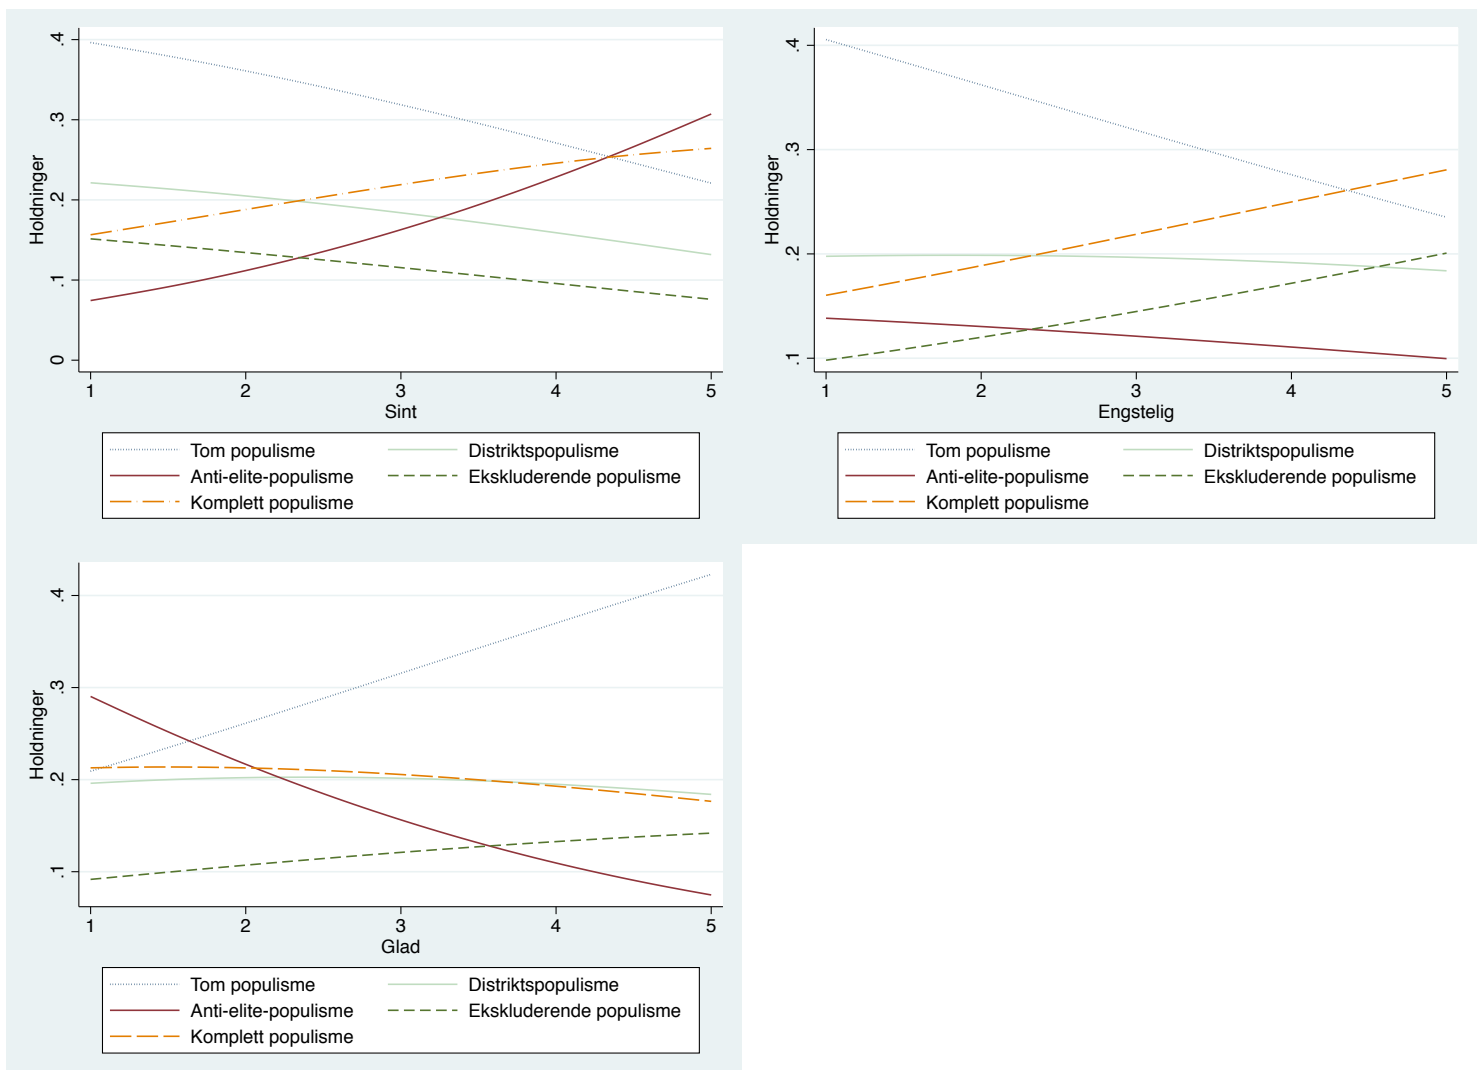 .4
.3
.2
.1
0
Holdninger
1 2 3 4 5
Sint
Tom populisme Distriktspopulisme
Anti-elite-populisme Ekskluderende populisme
Komplett populisme
.4
.3
.2
.1
Holdninger
1 2 3 4 5
Engstelig
Tom populisme Distriktspopulisme
Anti-elite-populisme Ekskluderende populisme
Komplett populisme
.4
.3
.2
.1
Holdninger
1 2 3 4 5
Glad
Tom populisme Distriktspopulisme
Anti-elite-populisme Ekskluderende populisme
Komplett populisme